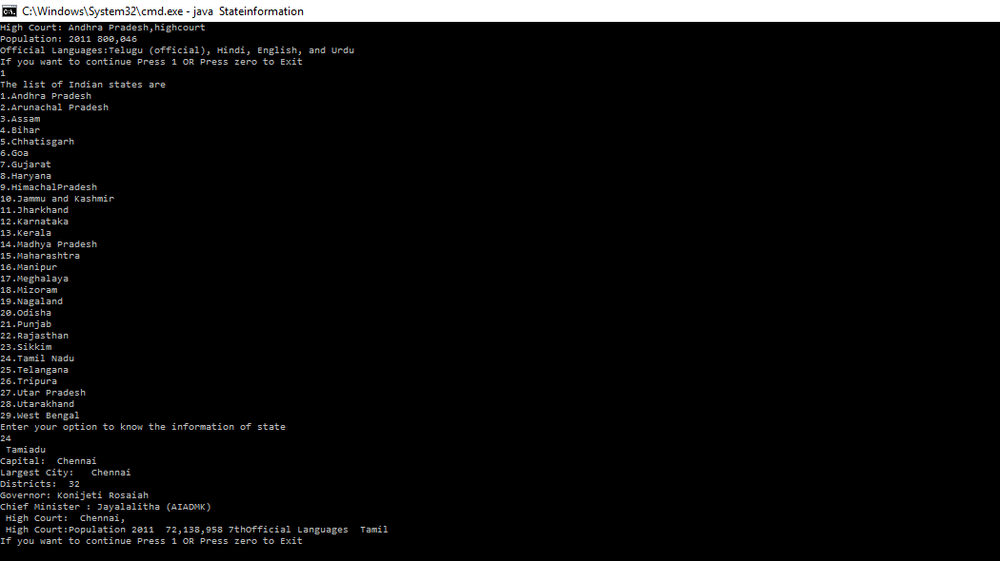 C:\Windows\System32\cmd.exe - java Stateinformation
High Court: Andhra Pradesh,highcourt
Population: 2011 800,046
Official Languages:Telugu (official), Hindi, English, and Urdu
If you want to continue Press 1 OR Press zero to Exit
1
The list of Indian states are
1.Andhra Pradesh
2.Arunachal Pradesh
3.Assam
4.Bihar
5.Chhatisgarh
6.Goa
7.Gujarat
8.Haryana
9.HimachalPradesh
10.Jammu and Kashmir
11.Jharkhand
12.Karnataka
13.Kerala
14.Madhya Pradesh
15.Maharashtra
16.Manipur
17.Meghalaya
18.Mizoram
19.Nagaland
20.Odisha
21.Punjab
22.Rajasthan
23.Sikkim
24.Tamil Nadu
25.Telangana
26.Tripura
27.Utar Pradesh
28.Utarakhand
29.West Bengal
Enter your option to know the information of state
24
Tamiadu
Capital:  Chennai
Largest City:   Chennai
Districts:  32
Governor: Konijeti Rosaiah
Chief Minister : Jayalalitha (AIADMK)
High Court:  Chennai,
High Court:Population 2011  72,138,958 7thOfficial Languages  Tamil
If you want to continue Press 1 OR Press zero to Exit